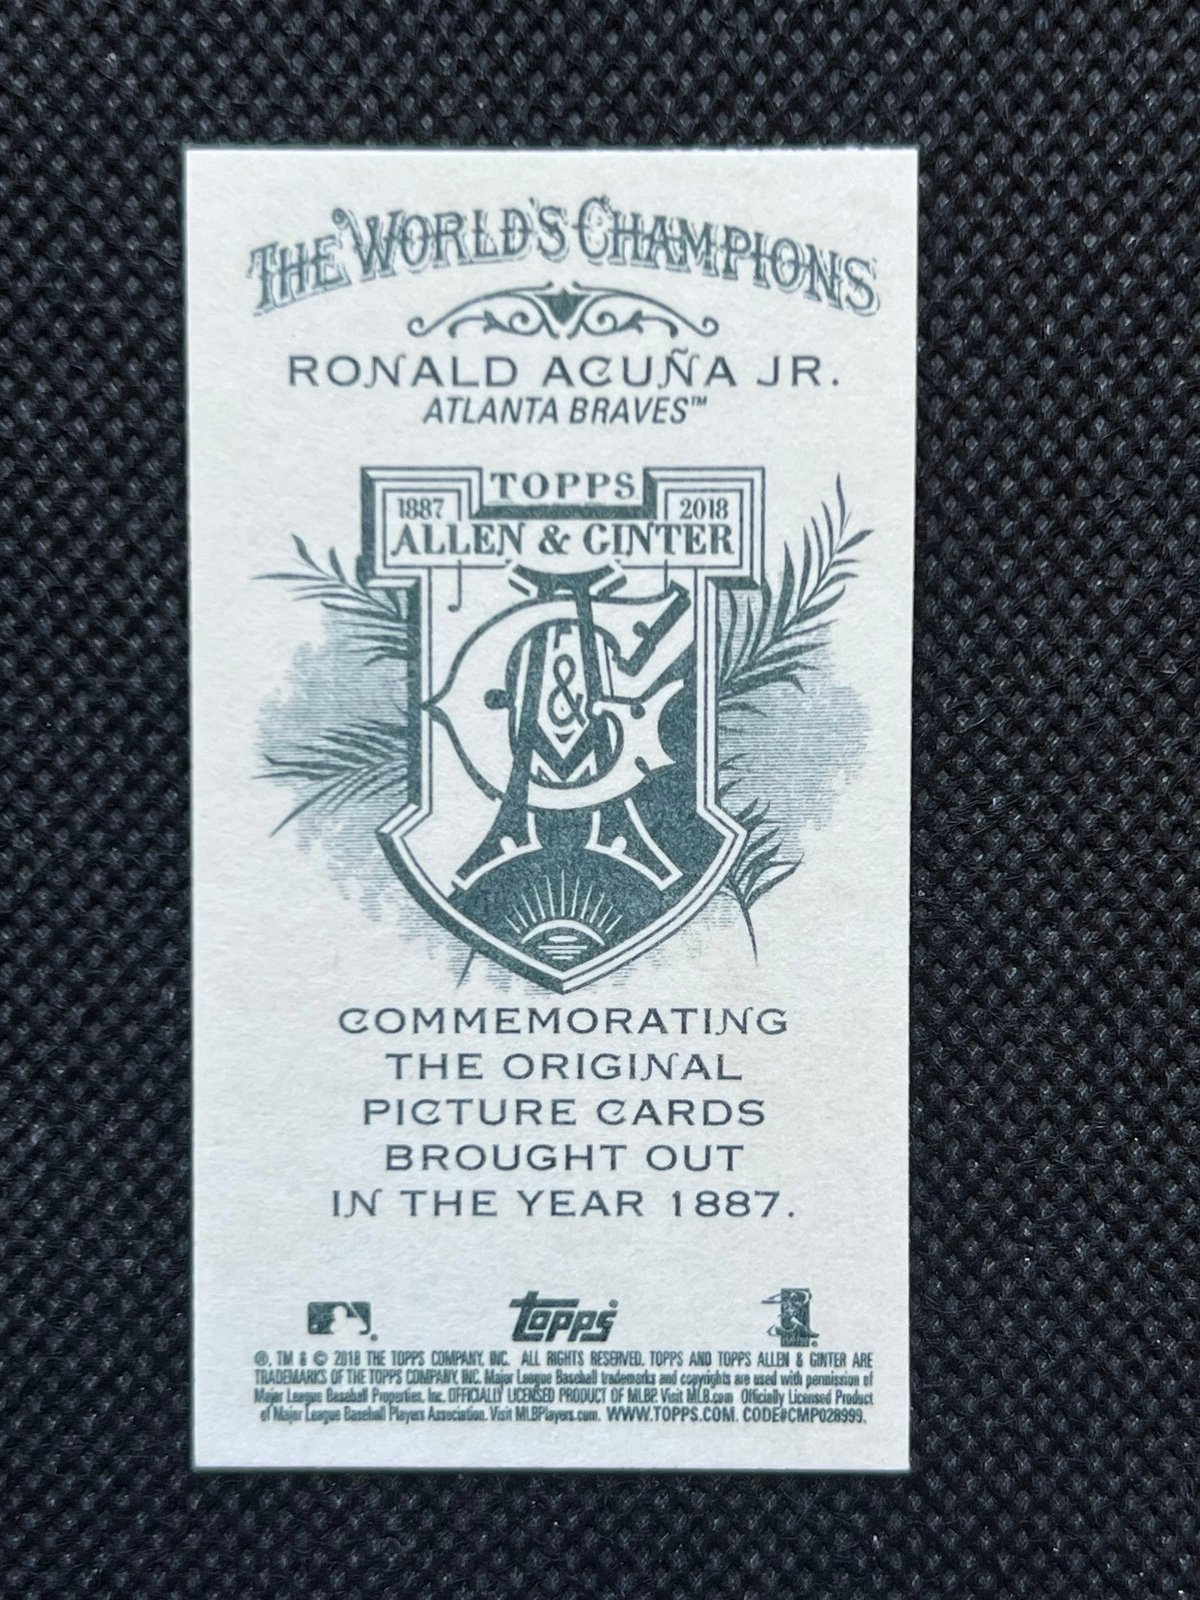 THE WORLD'S CHAMPIONS
RONALD ACUÑA JR.
ATLANTA BRAVES™
TOPPS
1887 2018
ALLEN & GINTER
A&G
COMMEMORATING
THE ORIGINAL
PICTURE CARDS
BROUGHT OUT
IN THE YEAR 1887.
topps
®, TM & © 2018 THE TOPPS COMPANY, INC. ALL RIGHTS RESERVED. TOPPS AND TOPPS ALLEN & GINTER ARE
TRADEMARKS OF THE TOPPS COMPANY, INC. Major League Baseball trademarks and copyrights are used with permission of
Major League Baseball Properties, Inc. OFFICIALLY LICENSED PRODUCT OF MLBP. Visit MLB.com Officially Licensed Product
of Major League Baseball Players Association. Visit MLBPlayers.com. WWW.TOPPS.COM. CODE#CMP028999.